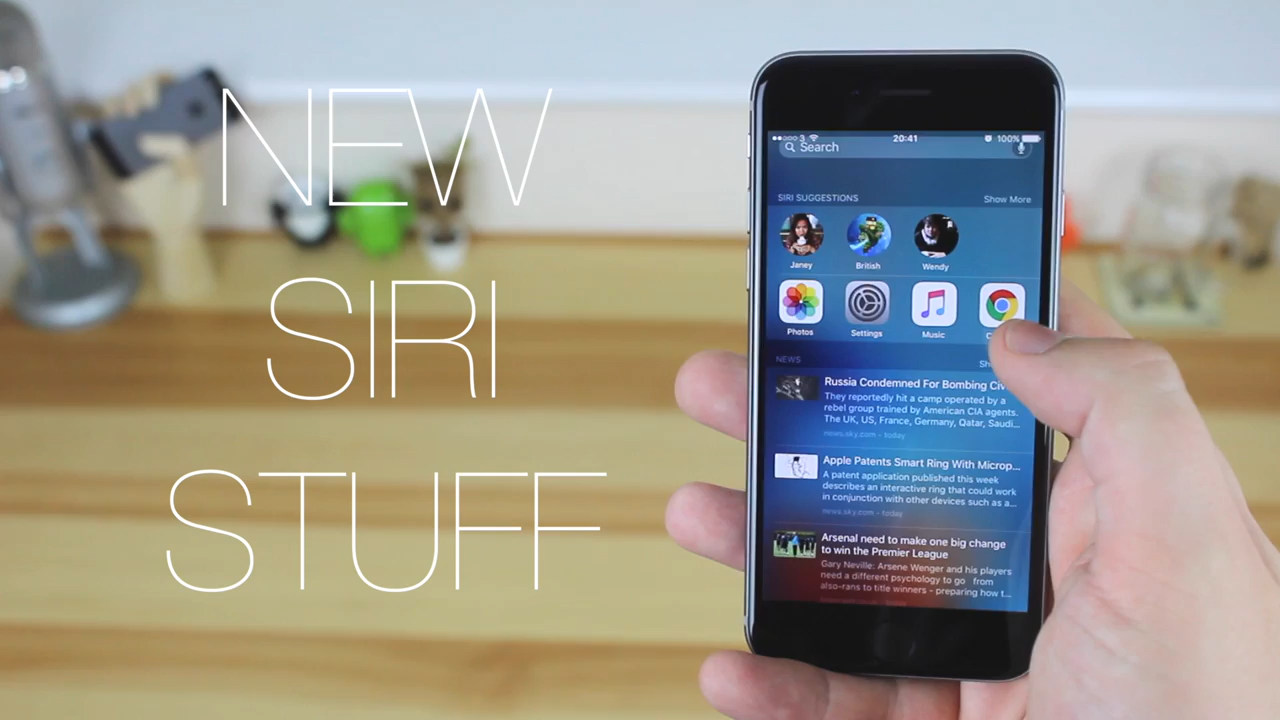 NEW
SIRI
STUFF
3 20:41 100%
Search
SIRI SUGGESTIONS Show More
Janey British Wendy
Photos Settings Music
NEWS
Russia Condemned For Bombing
They reportedly hit a camp operated by a
rebel group trained by American CIA agents.
The UK, US, France, Germany, Qatar, Saudi...
news.sky.com - today
Apple Patents Smart Ring With Microp...
A patent application published this week
describes an interactive ring that could work
in conjunction with other devices such as a...
news.sky.com - today
Arsenal need to make one big change
to win the Premier League
Gary Neville: Arsene Wenger and his players
need a different psychology to go from
also-rans to title winners - preparing how t...